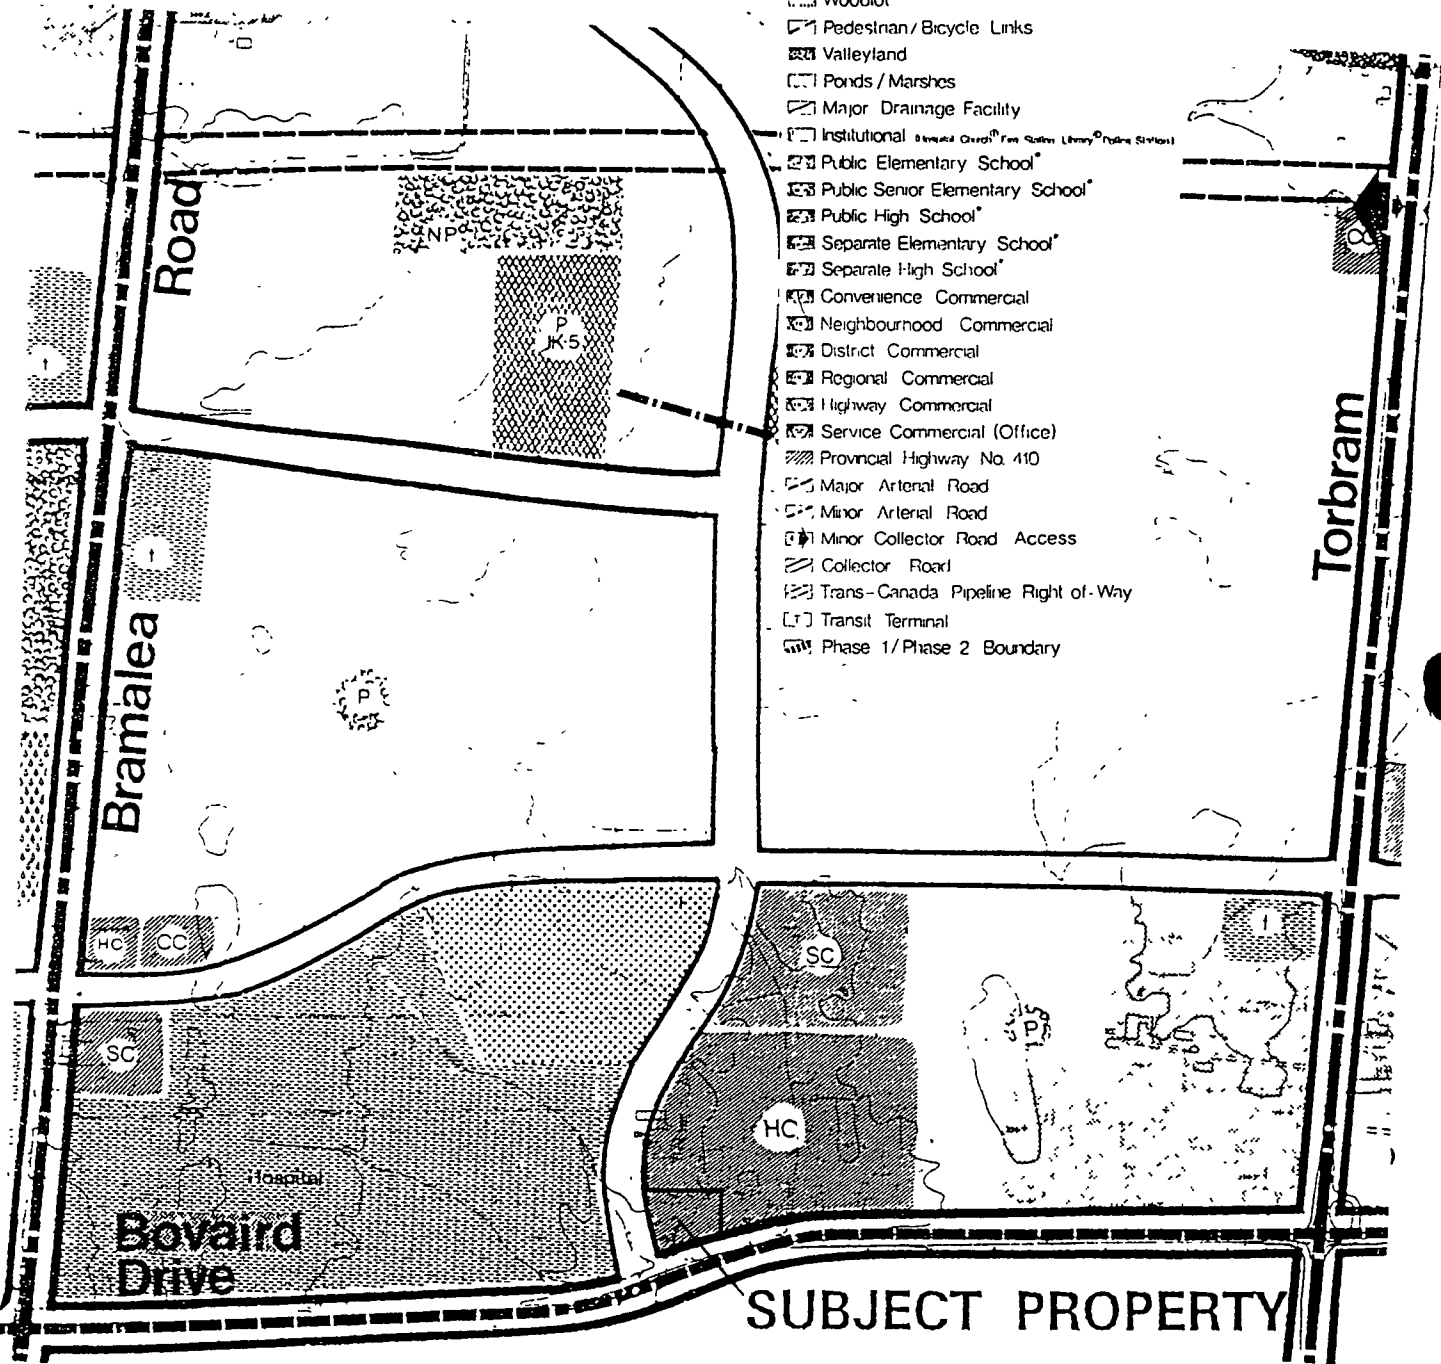 Woodlot
Pedestrian/Bicycle Links
Valleyland
Ponds/Marshes
Major Drainage Facility
Institutional
Public Elementary School*
Public Senior Elementary School*
Public High School*
Separate Elementary School*
Separate High School*
Convenience Commercial
Neighbournood Commercial
District Commercial
Regional Commercial
Highway Commercial
Service Commercial (Office)
Provincial Highway No. 410
Major Arterial Road
Minor Arterial Road
Minor Collector Road Access
Collector Road
Trans-Canada Pipeline Right of-Way
[T] Transit Terminal
Phase 1/Phase 2 Boundary
NP
Road
P
JK-5
Torbram
Bramalea
P
HC
CC
SC
SC
P
HC
Hospital
Bovaird
Drive
SUBJECT PROPERTY